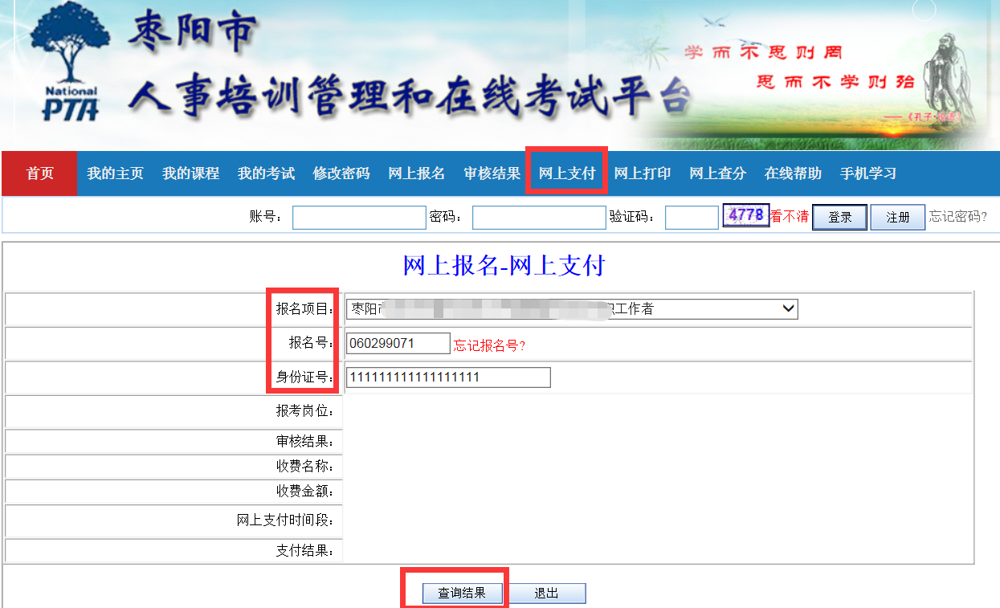 National
PTA
枣阳市
人事培训管理和在线考试平台
学而不思则罔
思而不学则殆
——《孔子·论语》
首页 我的主页 我的课程 我的考试 修改密码 网上报名 审核结果 网上支付 网上打印 网上查分 在线帮助 手机学习
账号： 密码： 验证码： 4778 看不清 登录 注册 忘记密码?
网上报名-网上支付
报名项目： 枣阳市 职工作者
报名号： 060299071 忘记报名号?
身份证号： 111111111111111111
报考岗位：
审核结果：
收费名称：
收费金额：
网上支付时间段：
支付结果：
查询结果 退出